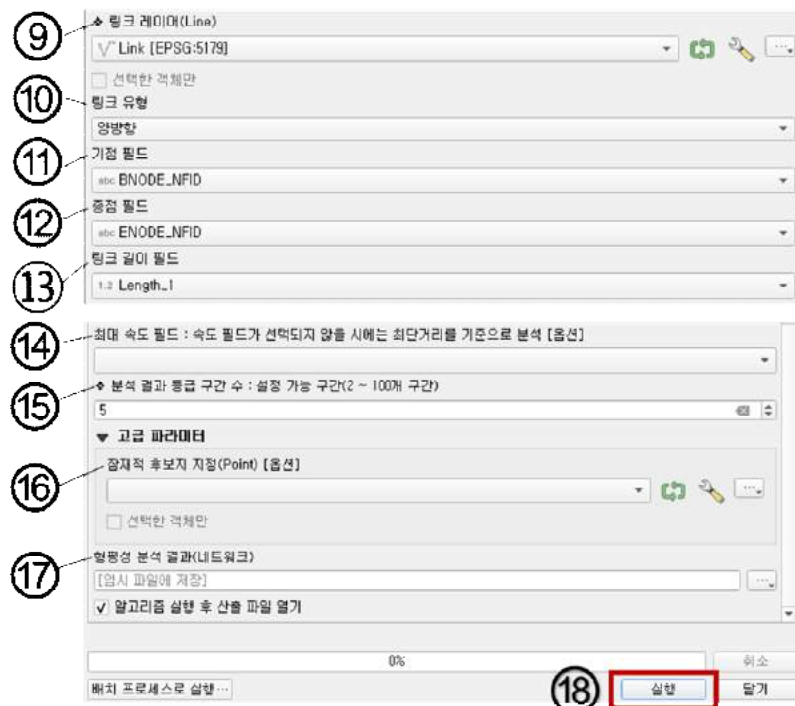 ⑨ ❖ 링크 레이어(Line)
Link [EPSG:5179]
선택한 객체만
⑩ 링크 유형
양방향
⑪ 기점 필드
abc BNODE_NFID
⑫ 종점 필드
abc ENODE_NFID
⑬ 링크 길이 필드
1.2 Length_1
⑭ 최대 속도 필드 : 속도 필드가 선택되지 않을 시에는 최단거리를 기준으로 분석 [옵션]
⑮ ❖ 분석 결과 등급 구간 수 : 설정 가능 구간(2 ~ 100개 구간)
5
▼ 고급 파라미터
⑯ 잠재적 후보지 지정(Point) [옵션]
선택한 객체만
⑰ 형평성 분석 결과(네트워크)
[임시 파일에 저장]
알고리즘 실행 후 산출 파일 열기
0% 취소
배치 프로세스로 실행… ⑱ 실행 닫기